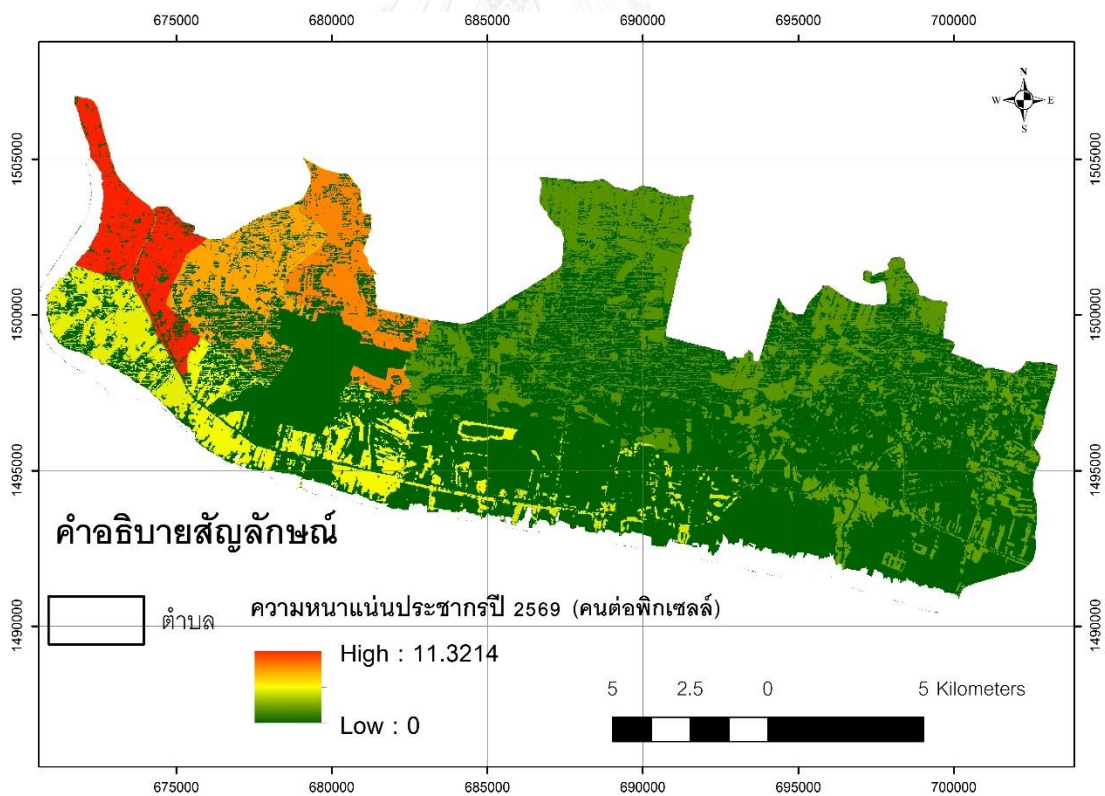 675000 680000 685000 690000 695000 700000
N
W E
S
1505000 1505000
1500000 1500000
1495000 1495000
1490000 1490000
คำอธิบายสัญลักษณ์
ตำบล
ความหนาแน่นประชากรปี 2569 (คนต่อพิกเซลล์)
High : 11.3214
Low : 0
5 2.5 0 5 Kilometers
675000 680000 685000 690000 695000 700000